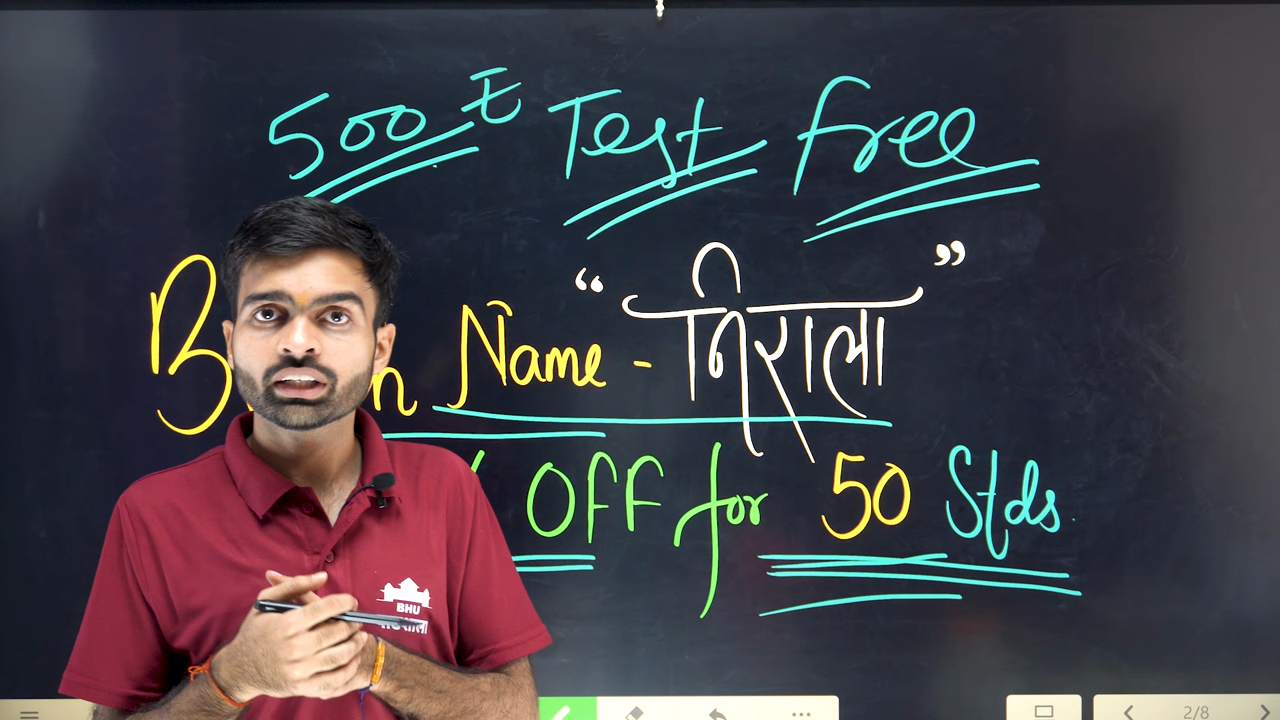 500 ₹ Test free
Name - “ निराला ”
OFF for 50 Stds
BHU
2/8